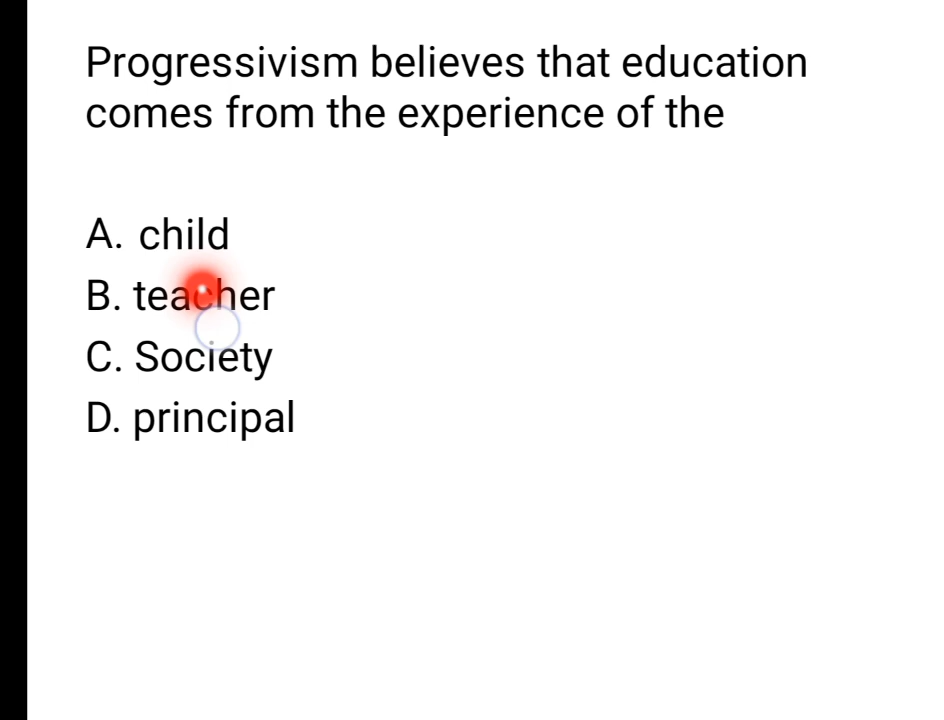 Progressivism believes that education
comes from the experience of the
A. child
B. teacher
C. Society
D. principal